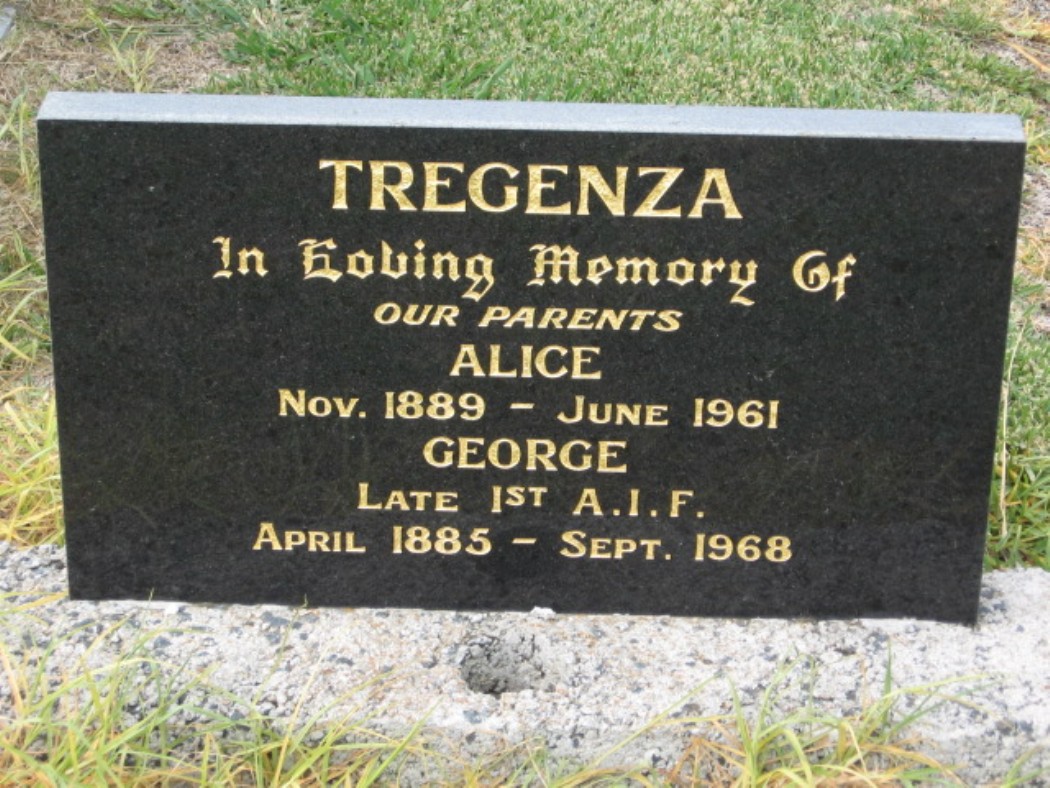 TREGENZA
In Loving Memory Of
OUR PARENTS
ALICE
NOV. 1889 - JUNE 1961
GEORGE
LATE 1ST A.I.F.
APRIL 1885 - SEPT. 1968